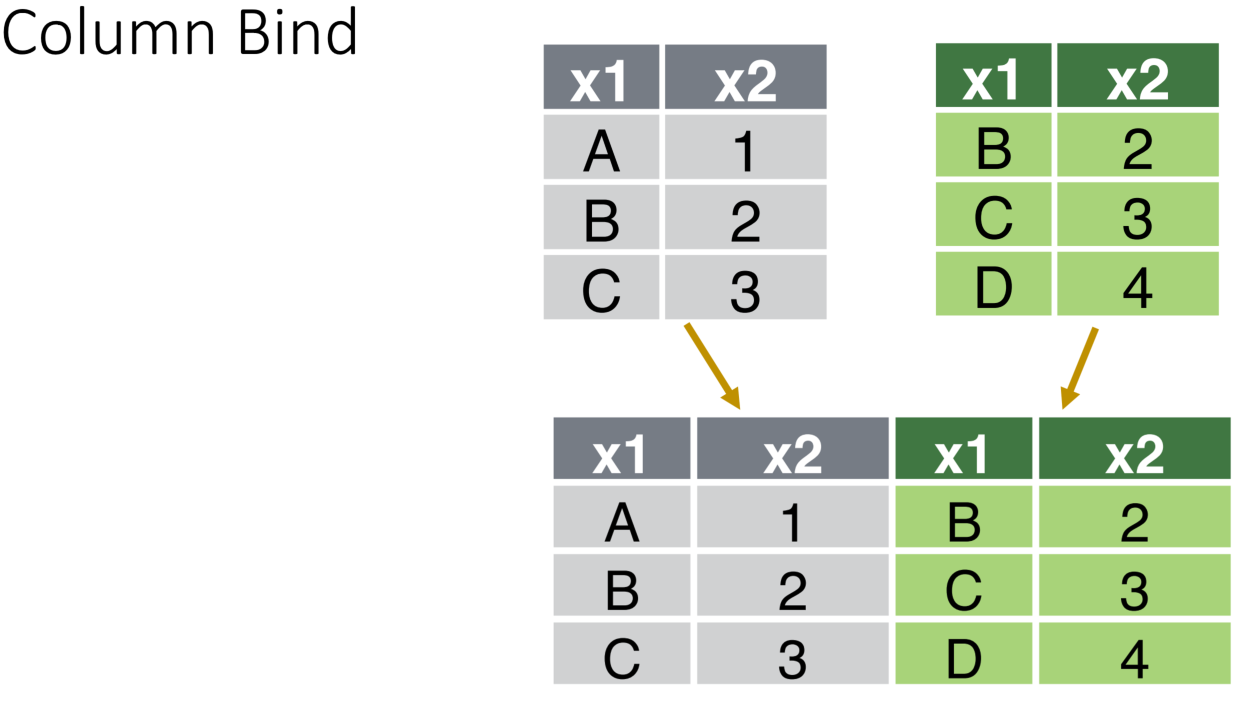 Column Bind
x1 x2
A 1
B 2
C 3
x1 x2
B 2
C 3
D 4
x1 x2 x1 x2
A 1 B 2
B 2 C 3
C 3 D 4